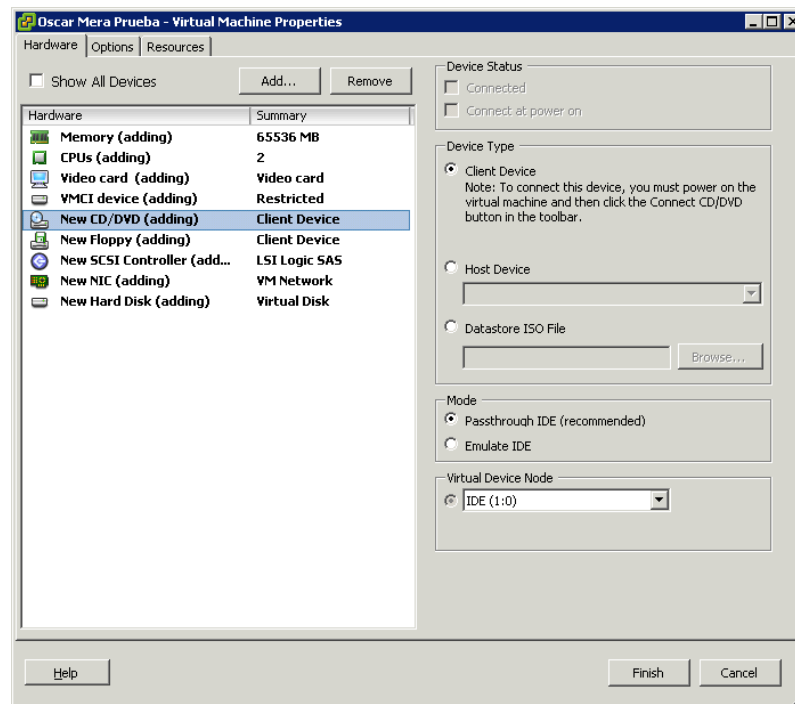 Oscar Mera Prueba - Virtual Machine Properties
Hardware Options Resources
Show All Devices Add... Remove
Hardware Summary
Memory (adding) 65536 MB
CPUs (adding) 2
Video card (adding) Video card
VMCI device (adding) Restricted
New CD/DVD (adding) Client Device
New Floppy (adding) Client Device
New SCSI Controller (add... LSI Logic SAS
New NIC (adding) VM Network
New Hard Disk (adding) Virtual Disk
Device Status
Connected
Connect at power on
Device Type
Client Device
Note: To connect this device, you must power on the
virtual machine and then click the Connect CD/DVD
button in the toolbar.
Host Device
Datastore ISO File
Browse...
Mode
Passthrough IDE (recommended)
Emulate IDE
Virtual Device Node
IDE (1:0)
Help Finish Cancel